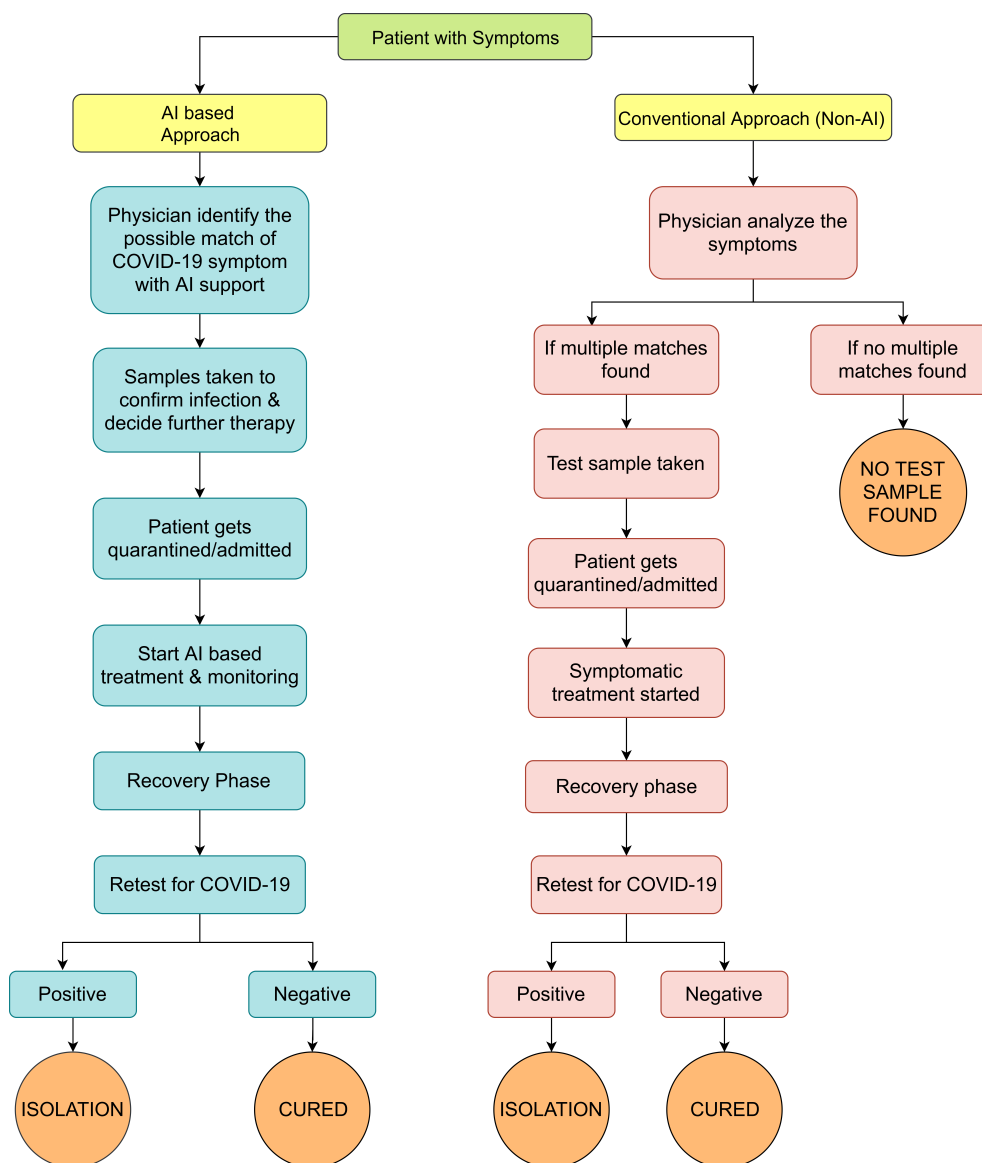 Patient with Symptoms
AI based
Approach
Physician identify the
possible match of
COVID-19 symptom
with AI support
Samples taken to
confirm infection &
decide further therapy
Patient gets
quarantined/admitted
Start AI based
treatment & monitoring
Recovery Phase
Retest for COVID-19
Positive
Negative
ISOLATION
CURED
Conventional Approach (Non-AI)
Physician analyze the
symptoms
If multiple matches
found
Test sample taken
Patient gets
quarantined/admitted
Symptomatic
treatment started
Recovery phase
Retest for COVID-19
Positive
Negative
ISOLATION
CURED
If no multiple
matches found
NO TEST
SAMPLE
FOUND